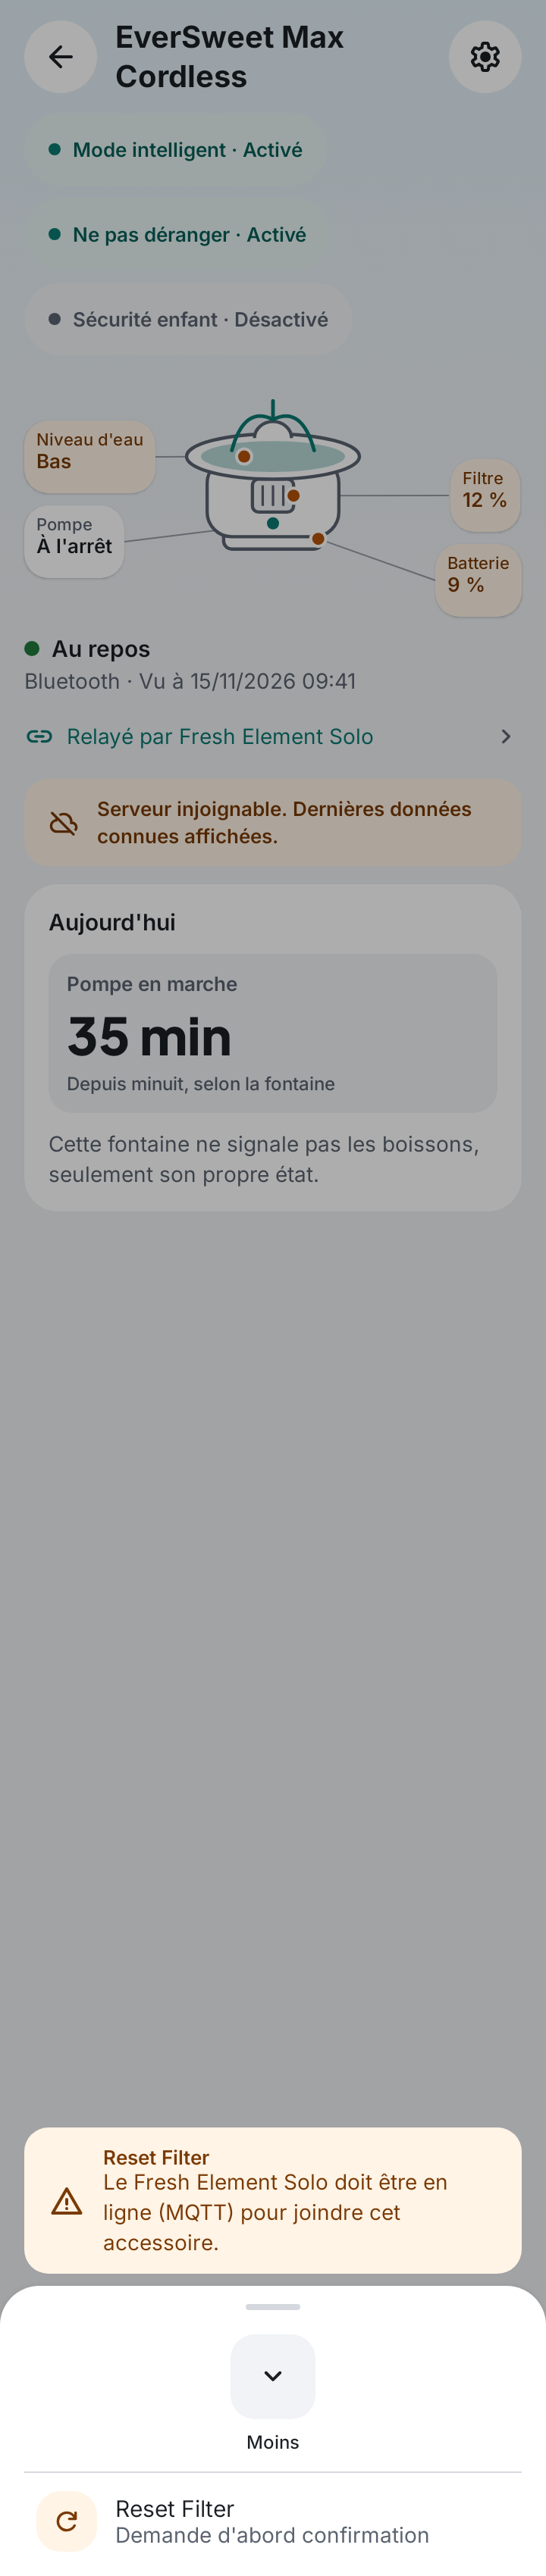 EverSweet Max
Cordless
Mode intelligent · Activé
Ne pas déranger · Activé
Sécurité enfant · Désactivé
Niveau d'eau
Bas
Filtre
12 %
Pompe
À l'arrêt
Batterie
9 %
Au repos
Bluetooth · Vu à 15/11/2026 09:41
Relayé par Fresh Element Solo
Serveur injoignable. Dernières données
connues affichées.
Aujourd'hui
Pompe en marche
35 min
Depuis minuit, selon la fontaine
Cette fontaine ne signale pas les boissons,
seulement son propre état.
Reset Filter
Le Fresh Element Solo doit être en
ligne (MQTT) pour joindre cet
accessoire.
Moins
Reset Filter
Demande d'abord confirmation